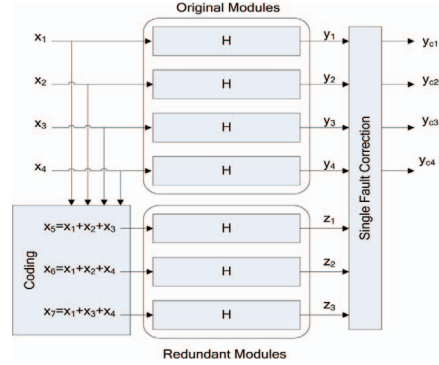 Original Modules
x1 H y1 yc1
x2 H y2 yc2
x3 H y3 yc3
x4 H y4 yc4
Single Fault Correction
Coding
x5=x1+x2+x3 H z1
x6=x1+x2+x4 H z2
x7=x1+x3+x4 H z3
Redundant Modules